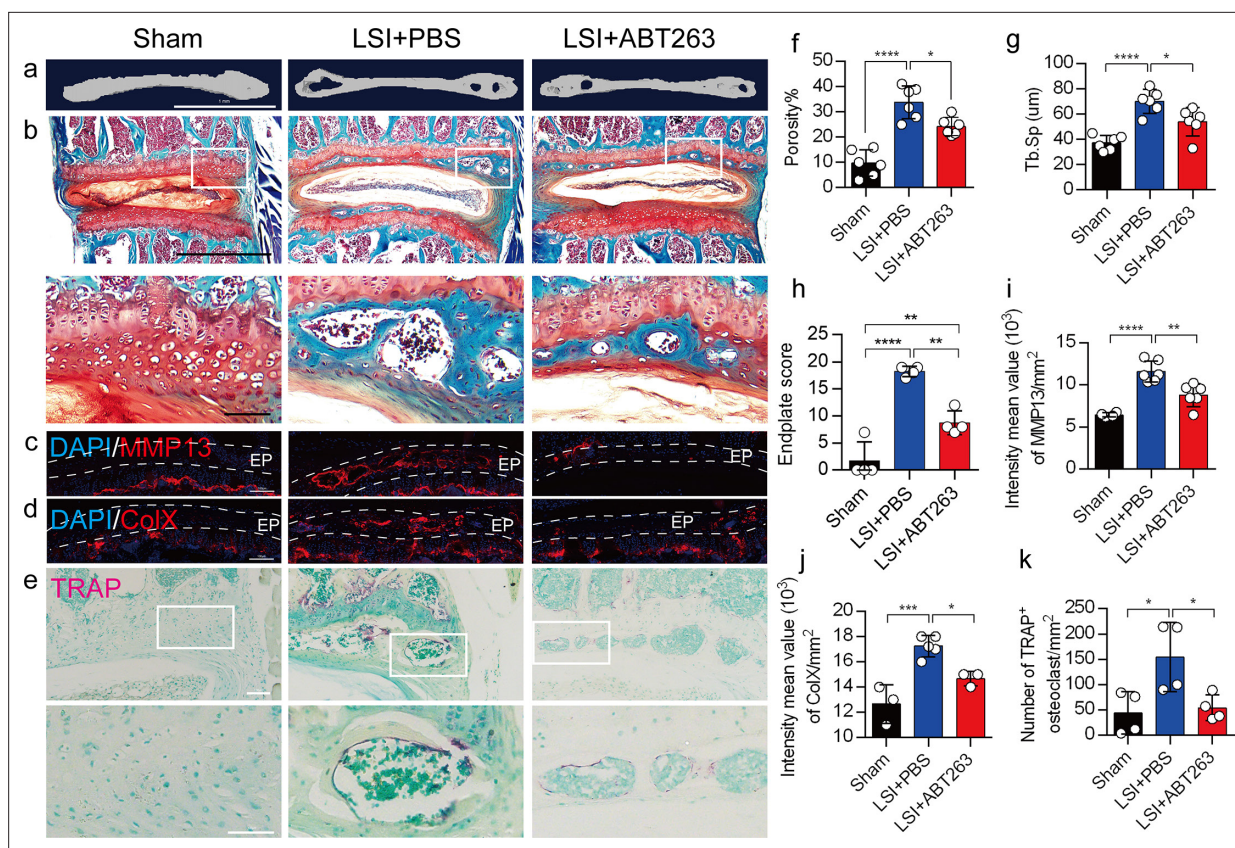 Sham
LSI+PBS
LSI+ABT263
a
1 mm
b
c
DAPI/MMP13
EP
EP
EP
d
DAPI/ColX
EP
EP
EP
e
TRAP
f
Porosity%
50
40
30
20
10
0
****
*
Sham
LSI+PBS
LSI+ABT263
g
Tb.Sp (um)
100
80
60
40
20
0
****
*
Sham
LSI+PBS
LSI+ABT263
h
Endplate score
25
20
15
10
5
0
**
****
**
Sham
LSI+PBS
LSI+ABT263
i
Intensity mean value (10³)
of MMP13/mm²
15
10
5
0
****
**
Sham
LSI+PBS
LSI+ABT263
j
Intensity mean value (10³)
of ColX/mm²
20
18
16
14
12
10
***
*
Sham
LSI+PBS
LSI+ABT263
k
Number of TRAP⁺
osteoclast/mm²
250
200
150
100
50
0
*
*
Sham
LSI+PBS
LSI+ABT263